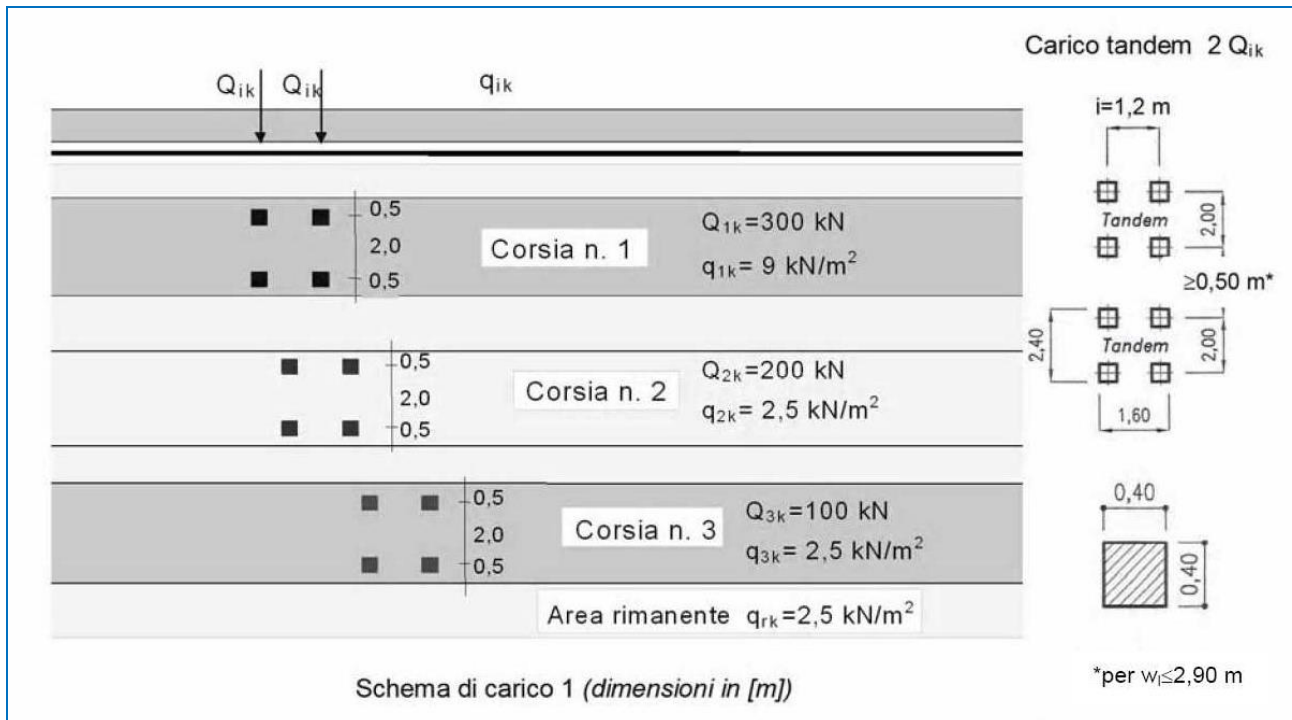 Carico tandem 2 Qik
Qik Qik qik
i=1,2 m
0,5
2,0
0,5
Corsia n. 1
Q1k=300 kN
q1k= 9 kN/m²
Tandem
2,00
≥0,50 m*
0,5
2,0
0,5
Corsia n. 2
Q2k=200 kN
q2k= 2,5 kN/m²
2,40
Tandem
2,00
1,60
0,5
2,0
0,5
Corsia n. 3
Q3k=100 kN
q3k= 2,5 kN/m²
0,40
0,40
Area rimanente qrk=2,5 kN/m²
Schema di carico 1 (dimensioni in [m])
*per wl≤2,90 m